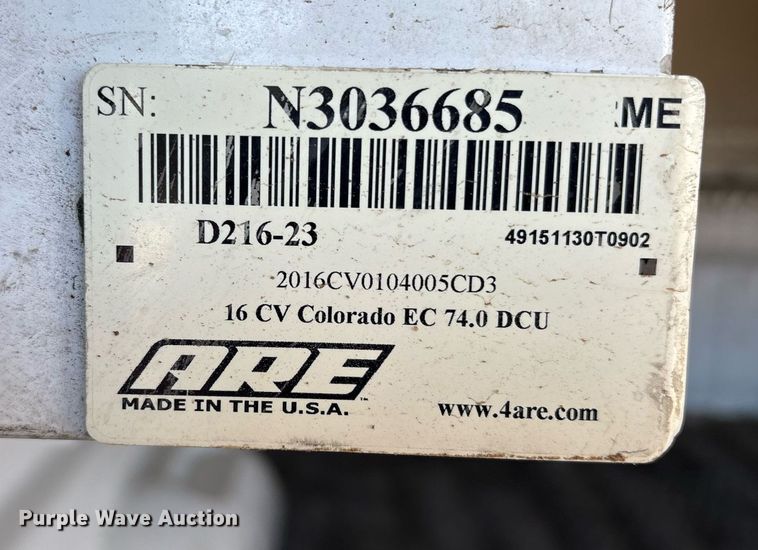 SN: N3036685 :ME
D216-23 49151130T0902
2016CV0104005CD3
16 CV Colorado EC 74.0 DCU
ARE™
MADE IN THE U.S.A. www.4are.com
Purple Wave Auction